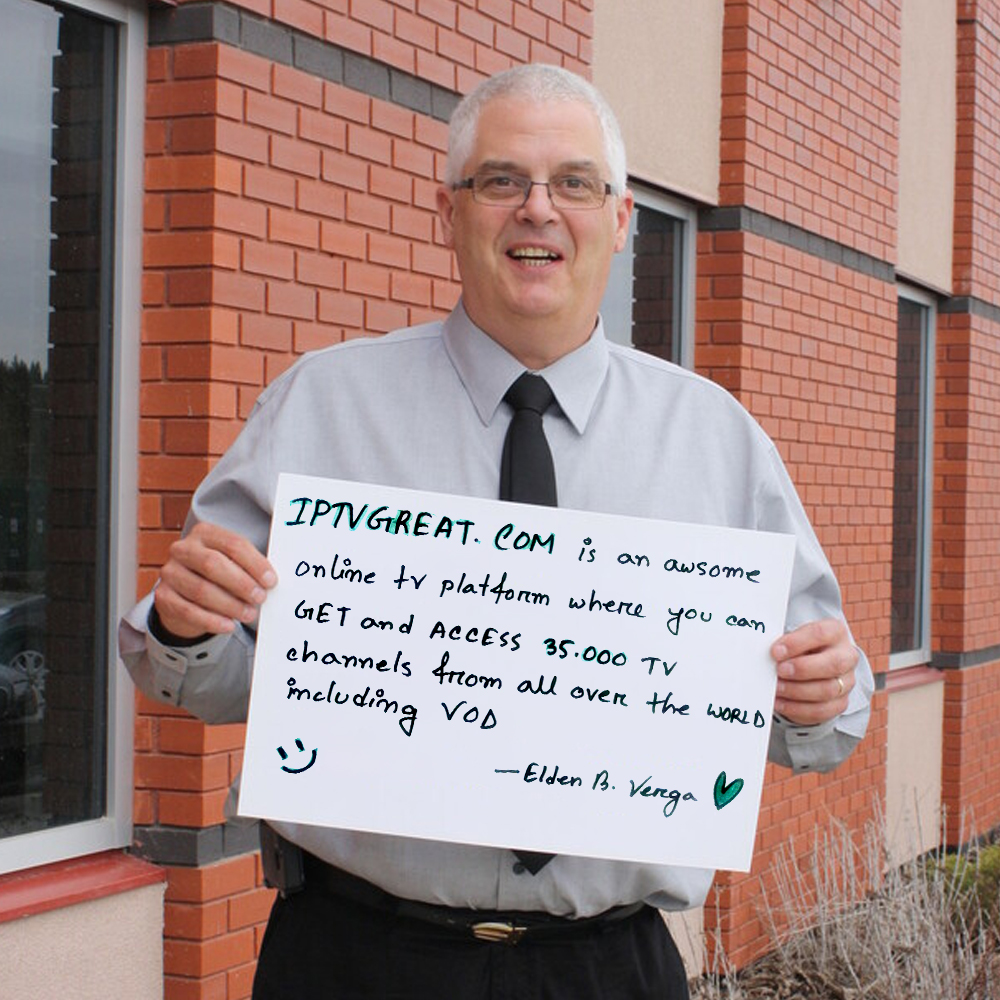 IPTVGREAT.COM is an awsome
online tv platform where you can
GET and ACCESS 35.000 TV
channels from all over the WORLD
including VOD
—Elden B. Verga